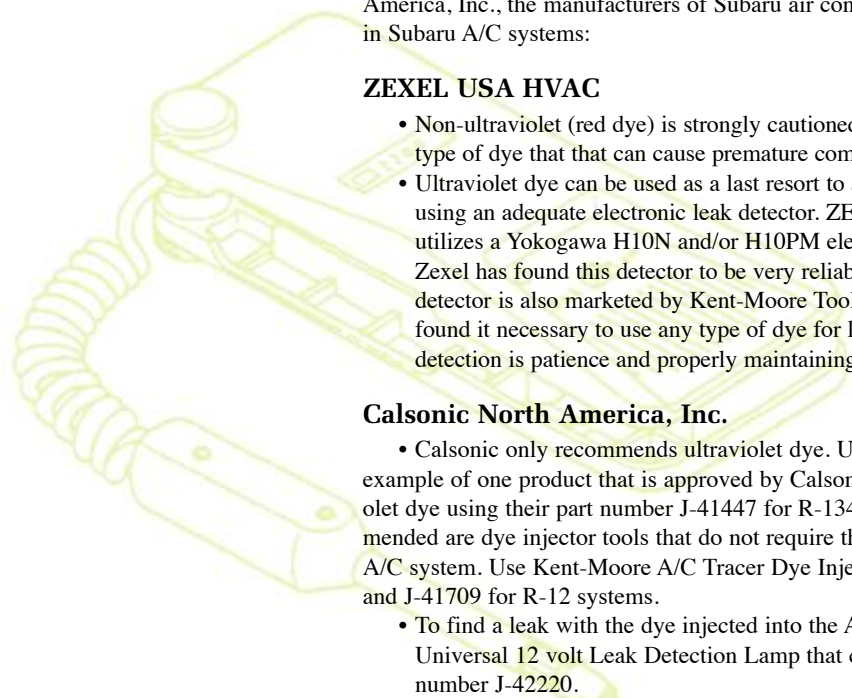 America, Inc., the manufacturers of Subaru air con
in Subaru A/C systems:
ZEXEL USA HVAC
• Non-ultraviolet (red dye) is strongly cautioned
type of dye that that can cause premature com
• Ultraviolet dye can be used as a last resort to
using an adequate electronic leak detector. ZE
utilizes a Yokogawa H10N and/or H10PM ele
Zexel has found this detector to be very reliab
detector is also marketed by Kent-Moore Tool
found it necessary to use any type of dye for l
detection is patience and properly maintaining
Calsonic North America, Inc.
• Calsonic only recommends ultraviolet dye. U
example of one product that is approved by Calson
olet dye using their part number J-41447 for R-134
mended are dye injector tools that do not require th
A/C system. Use Kent-Moore A/C Tracer Dye Inje
and J-41709 for R-12 systems.
• To find a leak with the dye injected into the A
Universal 12 volt Leak Detection Lamp that c
number J-42220.